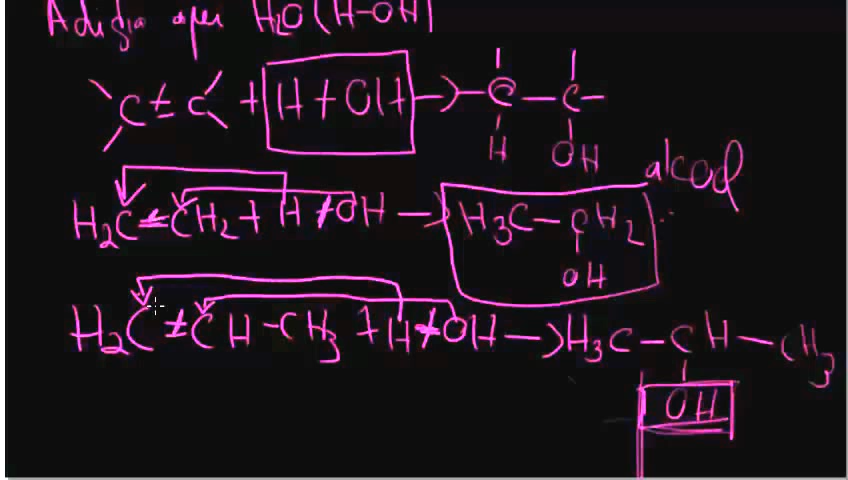 Adiția apei H2O (H-OH)
C = C + H + OH → - C - C -
H OH
alcool
H2C = CH2 + H + OH → H3C - CH2
OH
H2C = CH - CH3 + H + OH → H3C - CH - CH3
OH